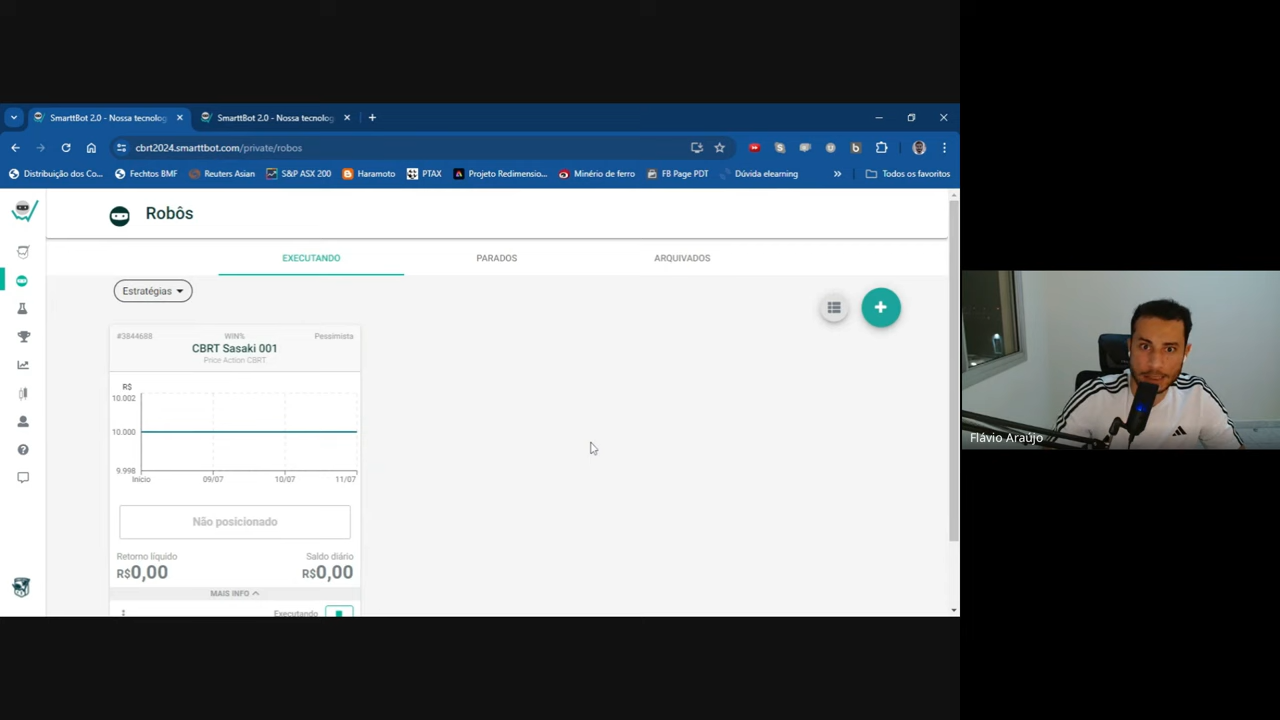 SmarttBot 2.0 - Nossa tecnolog
SmarttBot 2.0 - Nossa tecnolog
cbrt2024.smarttbot.com/private/robos
Distribuição dos Co...
Fechtos BMF
Reuters Asian
S&P ASX 200
Haramoto
PTAX
Projeto Redimensio...
Minério de ferro
FB Page PDT
Dúvida elearning
»
Todos os favoritos
Robôs
EXECUTANDO
PARADOS
ARQUIVADOS
Estratégias
#3844688
WIN%
Pessimista
CBRT Sasaki 001
Price Action CBRT
R$
10.002
10.000
9.998
Início
09/07
10/07
11/07
Não posicionado
Retorno líquido
Saldo diário
R$0,00
R$0,00
MAIS INFO
Executando
Flávio Araújo